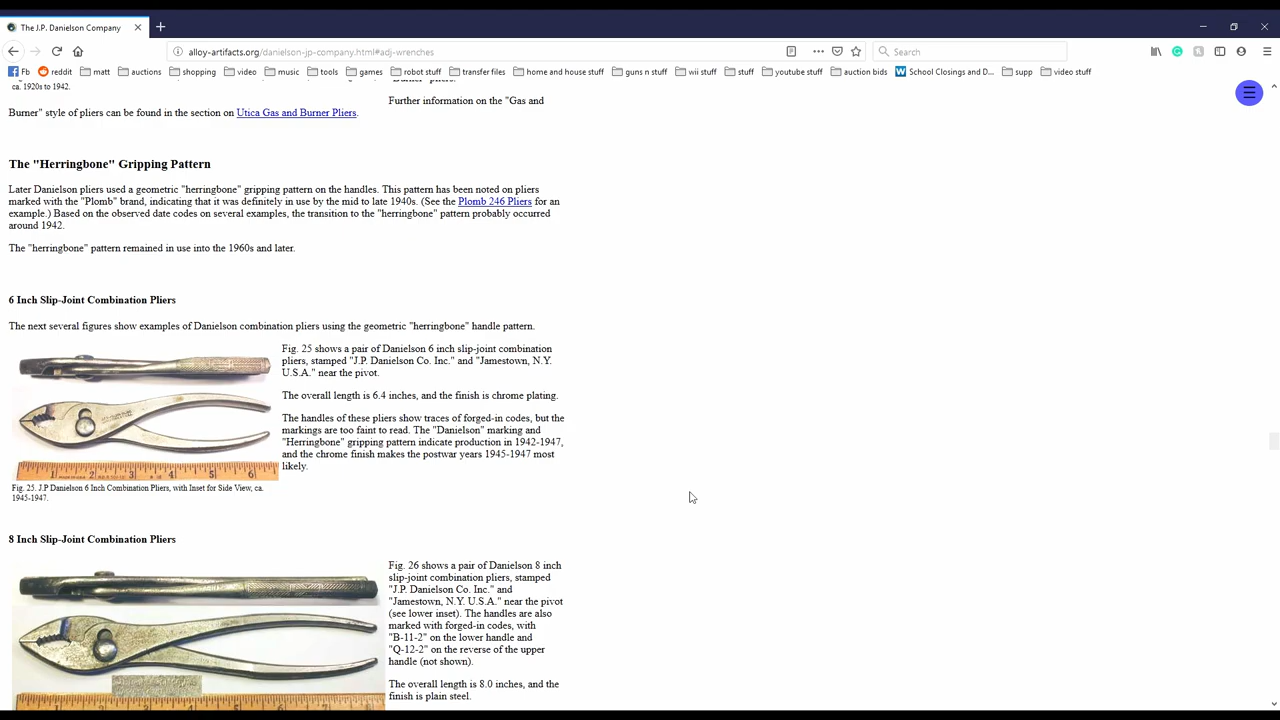 The J.P. Danielson Company
alloy-artifacts.org/danielson-jp-company.html#adj-wrenches
Search
Fb reddit matt auctions shopping video music tools games robot stuff transfer files home and house stuff guns n stuff wii stuff stuff youtube stuff auction bids School Closings and D... supp video stuff
ca. 1920s to 1942.
"Burner" pliers.
Further information on the "Gas and
Burner" style of pliers can be found in the section on Utica Gas and Burner Pliers.
The "Herringbone" Gripping Pattern
Later Danielson pliers used a geometric "herringbone" gripping pattern on the handles. This pattern has been noted on pliers
marked with the "Plomb" brand, indicating that it was definitely in use by the mid to late 1940s. (See the Plomb 246 Pliers for an
example.) Based on the observed date codes on several examples, the transition to the "herringbone" pattern probably occurred
around 1942.
The "herringbone" pattern remained in use into the 1960s and later.
6 Inch Slip-Joint Combination Pliers
The next several figures show examples of Danielson combination pliers using the geometric "herringbone" handle pattern.
Fig. 25 shows a pair of Danielson 6 inch slip-joint combination
pliers, stamped "J.P. Danielson Co. Inc." and "Jamestown, N.Y.
U.S.A." near the pivot.
The overall length is 6.4 inches, and the finish is chrome plating.
The handles of these pliers show traces of forged-in codes, but the
markings are too faint to read. The "Danielson" marking and
"Herringbone" gripping pattern indicate production in 1942-1947,
and the chrome finish makes the postwar years 1945-1947 most
likely.
1 2 3 4 5 6
Fig. 25. J.P Danielson 6 Inch Combination Pliers, with Inset for Side View, ca.
1945-1947.
8 Inch Slip-Joint Combination Pliers
Fig. 26 shows a pair of Danielson 8 inch
slip-joint combination pliers, stamped
"J.P. Danielson Co. Inc." and
"Jamestown, N.Y. U.S.A." near the pivot
(see lower inset). The handles are also
marked with forged-in codes, with
"B-11-2" on the lower handle and
"Q-12-2" on the reverse of the upper
handle (not shown).
The overall length is 8.0 inches, and the
finish is plain steel.